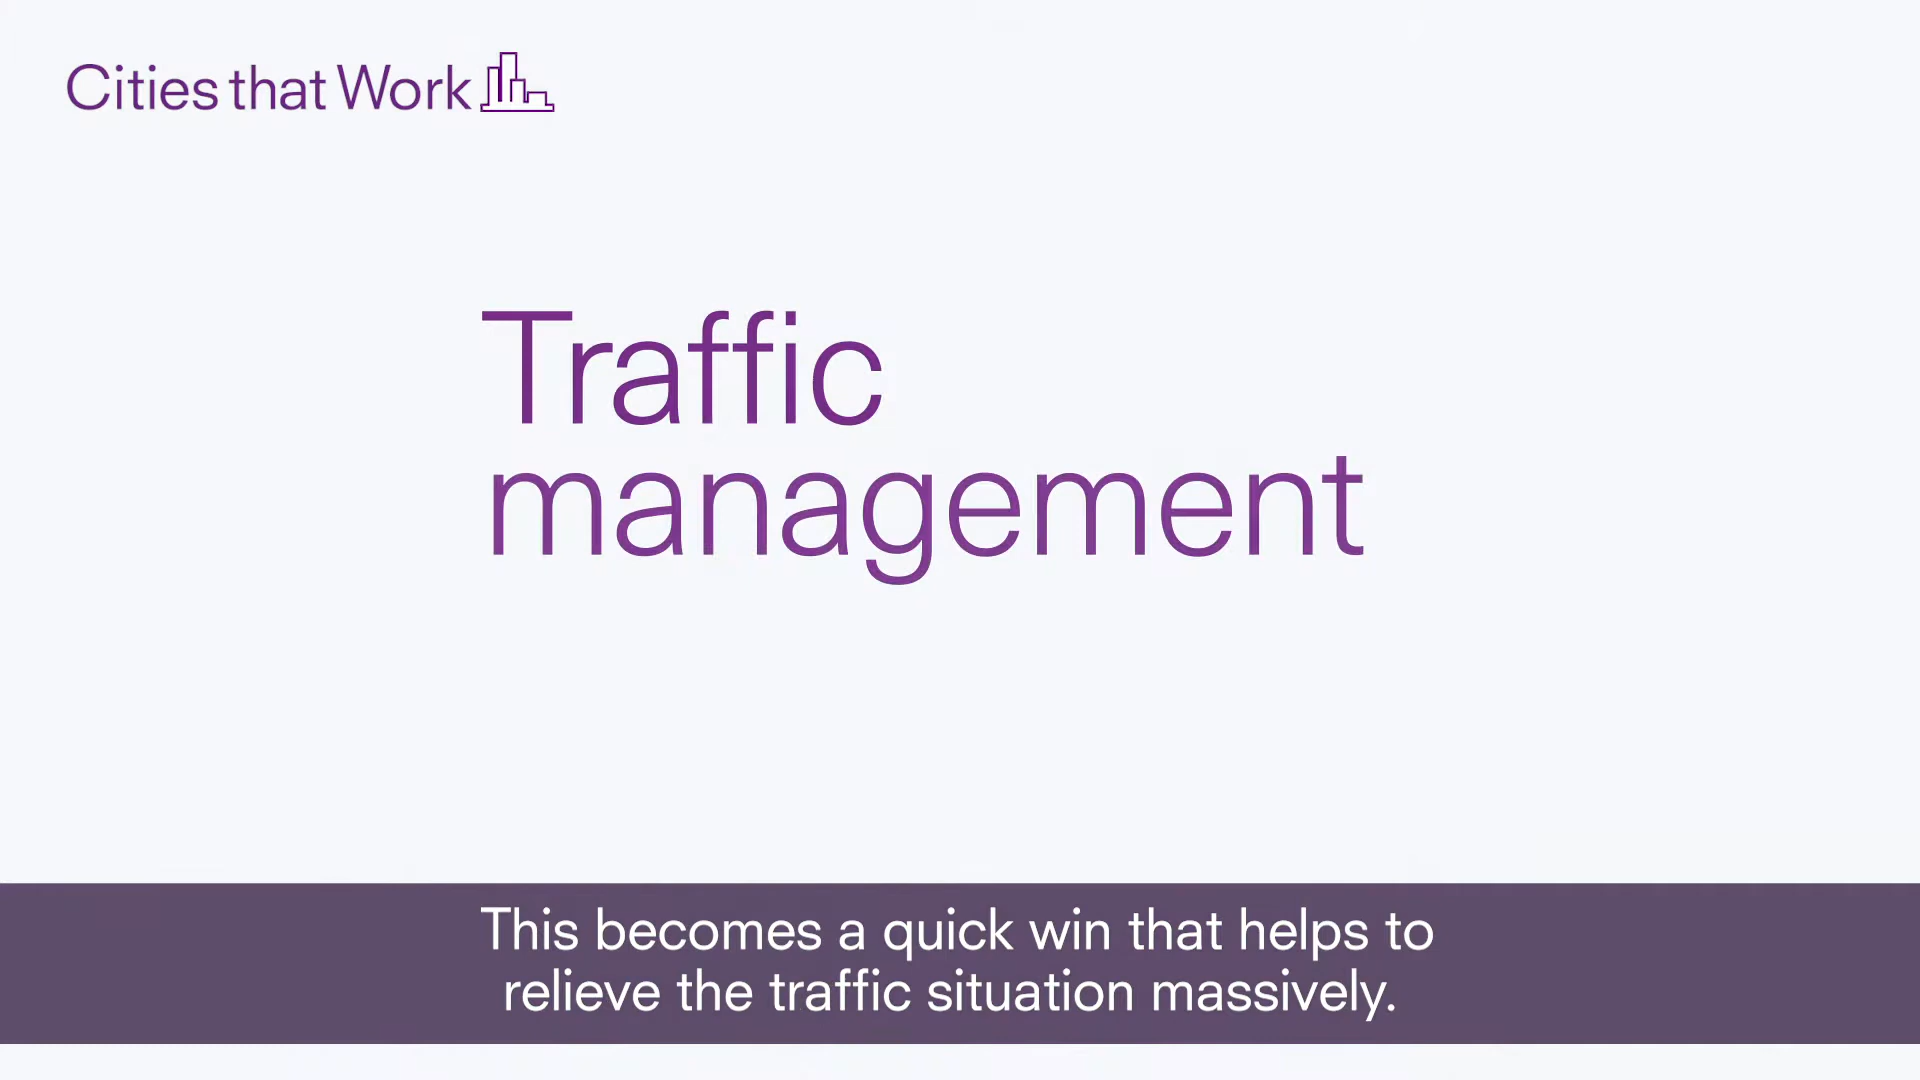 Cities that Work
Traffic
management
This becomes a quick win that helps to
relieve the traffic situation massively.